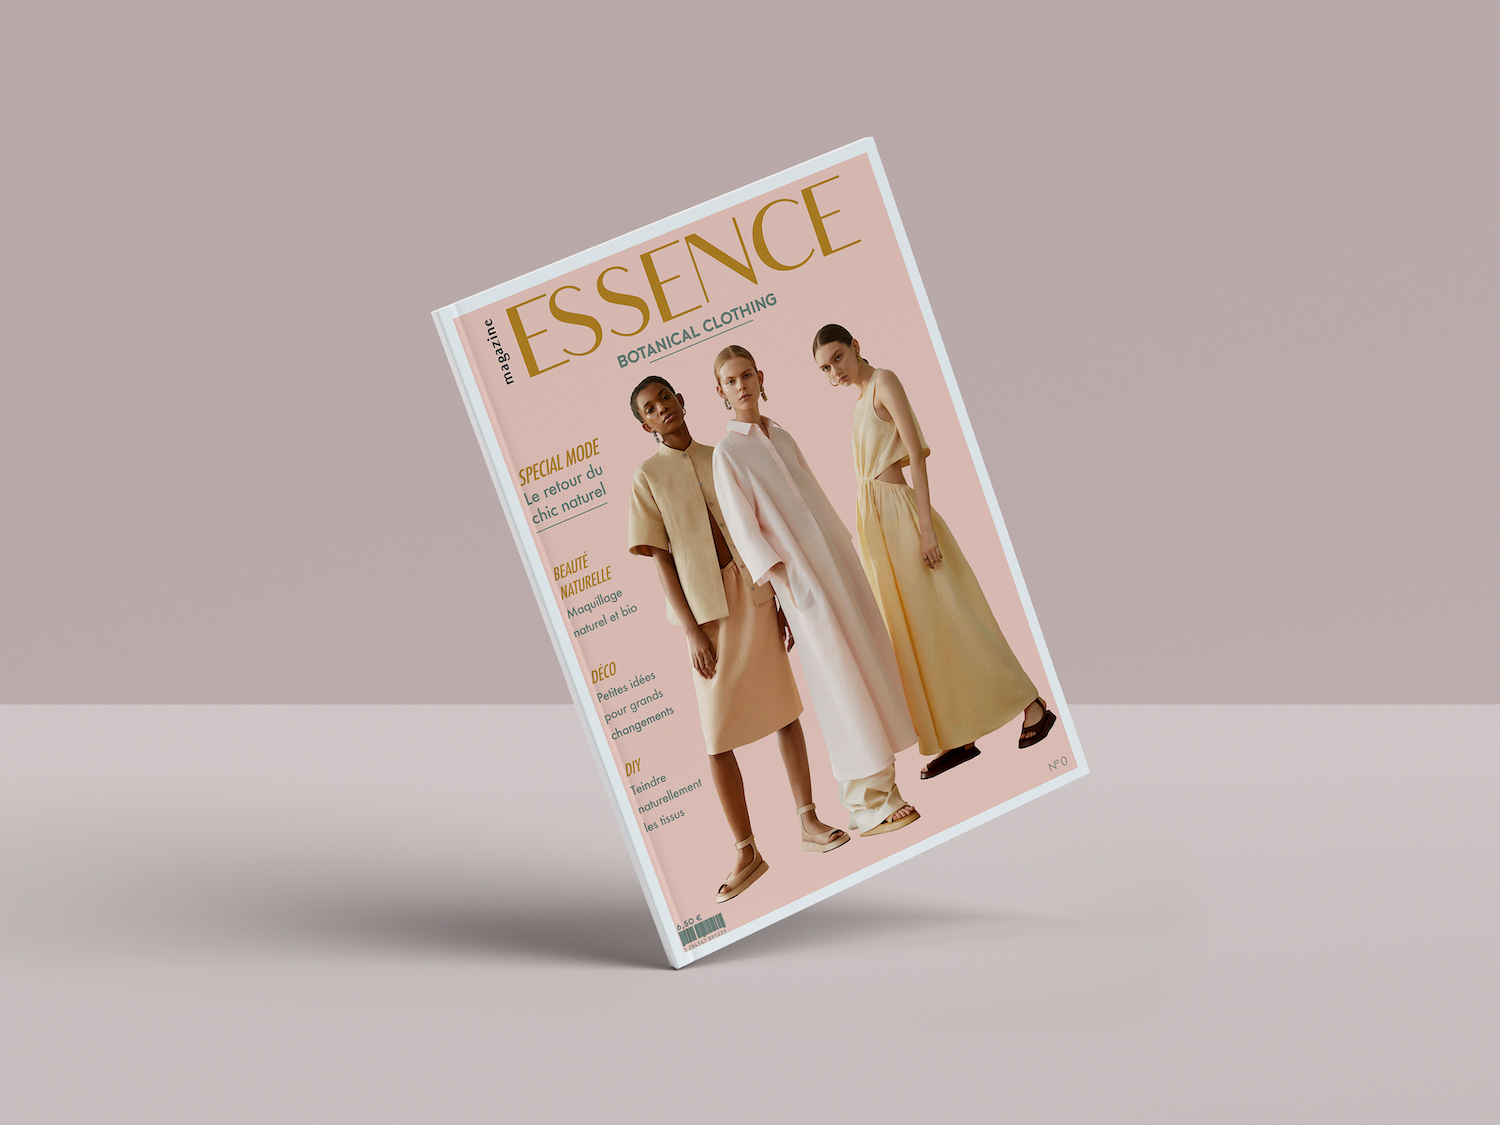 magazine
ESSENCE
BOTANICAL CLOTHING
SPECIAL MODE
Le retour du
chic naturel
BEAUTÉ
NATURELLE
Maquillage
naturel et bio
DÉCO
Petites idées
pour grands
changements
DIY
Teindre
naturellement
les tissus
N°0
6,50 €